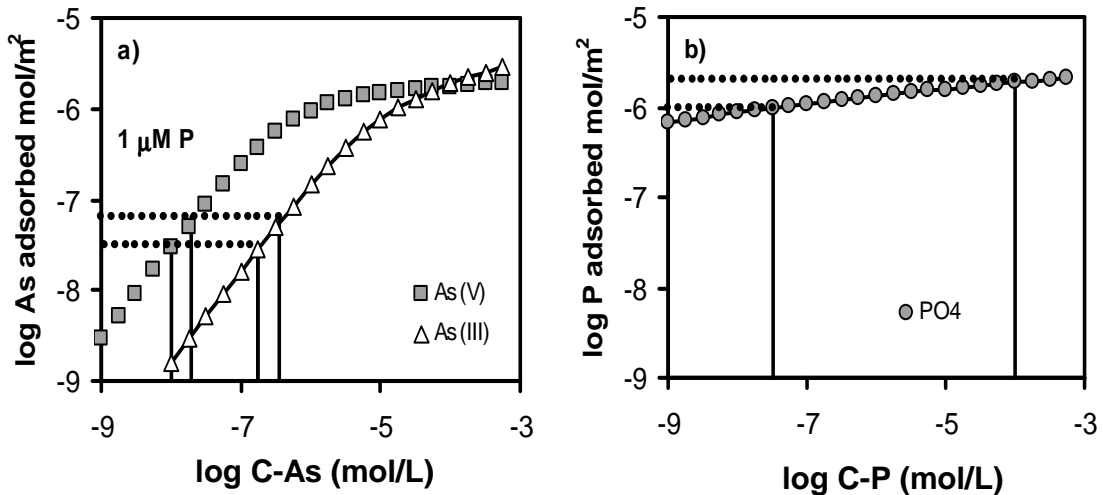 a)
log As adsorbed mol/m²
-5
-6
-7
-8
-9
1 µM P
As (V)
As (III)
-9 -7 -5 -3
log C-As (mol/L)
b)
log P adsorbed mol/m²
-5
-6
-7
-8
-9
PO4
-9 -7 -5 -3
log C-P (mol/L)